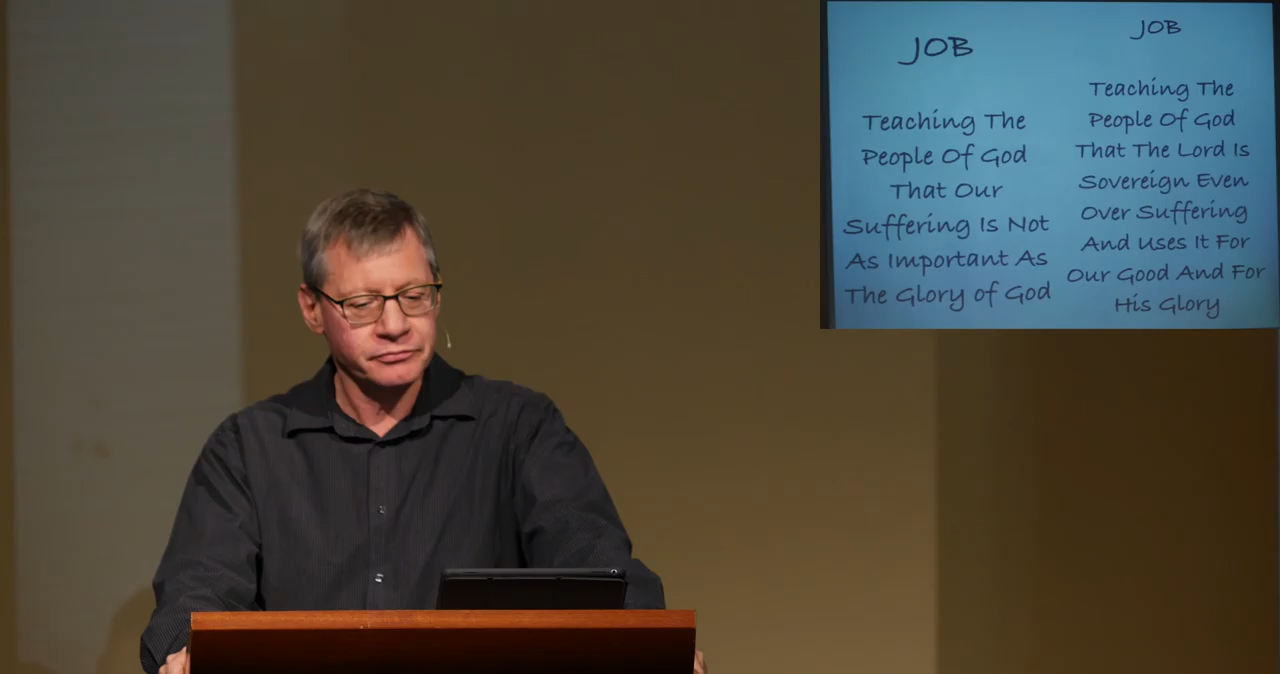 JOB
Teaching The
People Of God
That Our
Suffering Is Not
As Important As
The Glory of God
JOB
Teaching The
People Of God
That The Lord Is
Sovereign Even
Over Suffering
And Uses It For
Our Good And For
His Glory